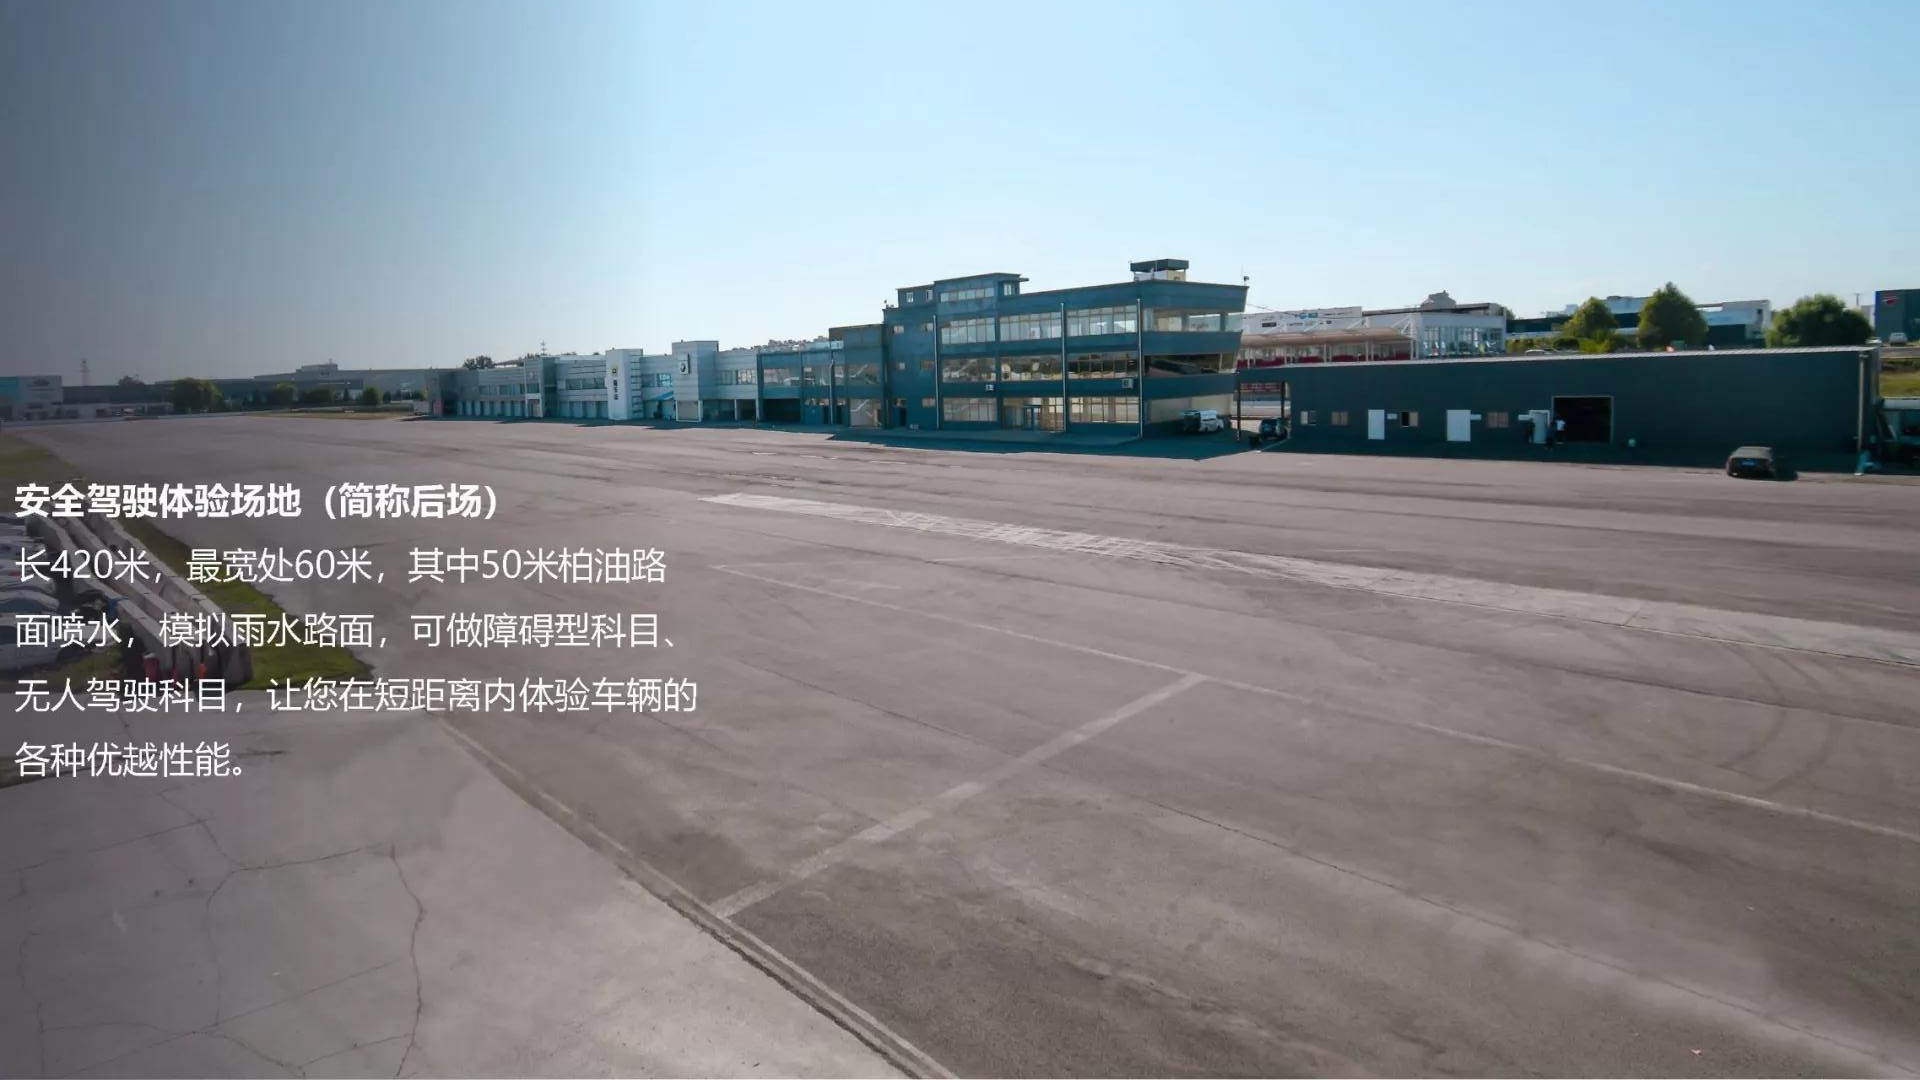 安全驾驶体验场地（简称后场）
长420米，最宽处60米，其中50米柏油路
面喷水，模拟雨水路面，可做障碍型科目、
无人驾驶科目，让您在短距离内体验车辆的
各种优越性能。